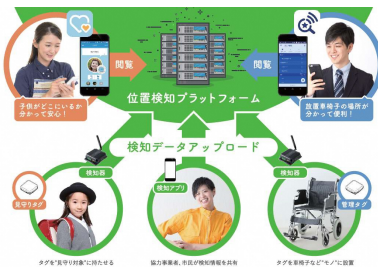 閲覧
閲覧
子供がどこにいるか
分かって安心！
位置検知プラットフォーム
放置車椅子の場所が
分かって便利！
検知データアップロード
検知器
検知アプリ
検知器
見守りタグ
管理タグ
タグを"見守り対象"に持たせる
協力事業者、市民が検知情報を共有
タグを車椅子など"モノ"に設置